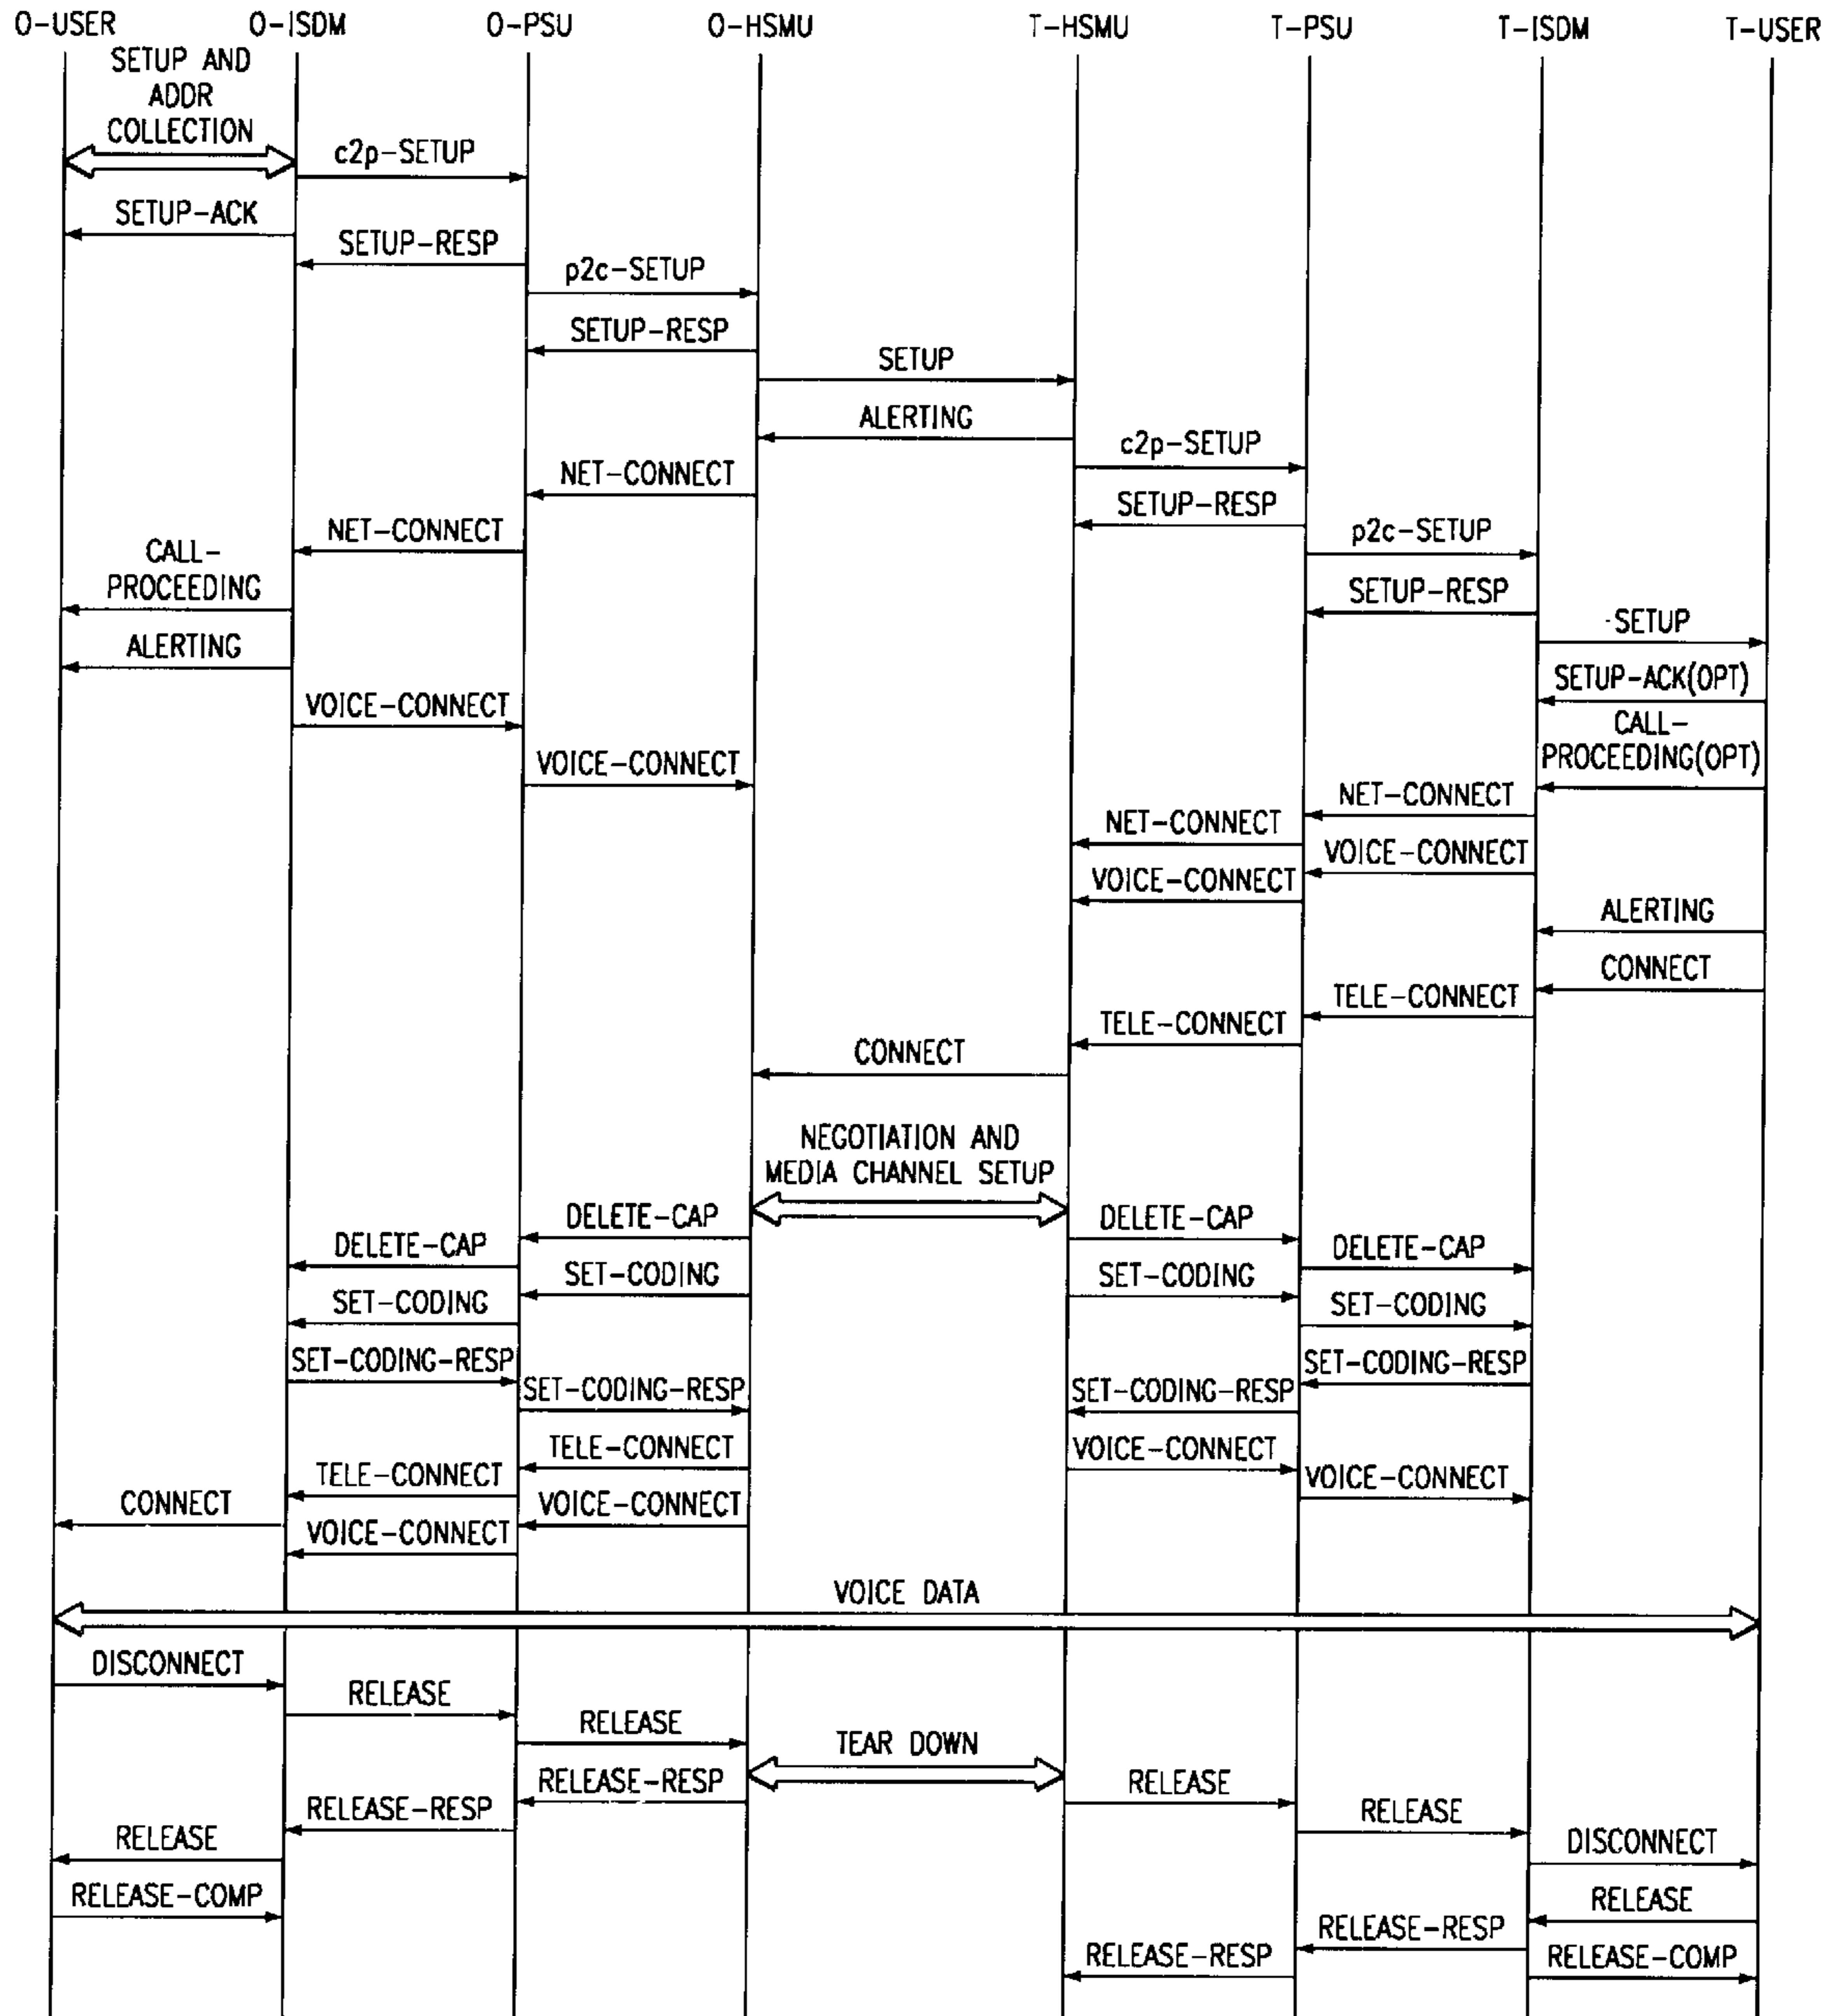 O-USER O-ISDM O-PSU O-HSMU T-HSMU T-PSU T-ISDM T-USER
SETUP AND
ADDR
COLLECTION
c2p-SETUP
SETUP-ACK
SETUP-RESP
p2c-SETUP
SETUP-RESP
SETUP
ALERTING
c2p-SETUP
NET-CONNECT
SETUP-RESP
NET-CONNECT
p2c-SETUP
CALL-
PROCEEDING
SETUP-RESP
SETUP
ALERTING
SETUP-ACK(OPT)
VOICE-CONNECT
CALL-
PROCEEDING(OPT)
VOICE-CONNECT
NET-CONNECT
NET-CONNECT
VOICE-CONNECT
VOICE-CONNECT
ALERTING
CONNECT
TELE-CONNECT
TELE-CONNECT
CONNECT
NEGOTIATION AND
MEDIA CHANNEL SETUP
DELETE-CAP
DELETE-CAP
DELETE-CAP
DELETE-CAP
SET-CODING
SET-CODING
SET-CODING
SET-CODING
SET-CODING-RESP
SET-CODING-RESP
SET-CODING-RESP
SET-CODING-RESP
TELE-CONNECT
VOICE-CONNECT
TELE-CONNECT
VOICE-CONNECT
CONNECT
VOICE-CONNECT
VOICE-CONNECT
VOICE DATA
DISCONNECT
RELEASE
RELEASE
TEAR DOWN
RELEASE-RESP
RELEASE
RELEASE-RESP
RELEASE
RELEASE
DISCONNECT
RELEASE-COMP
RELEASE
RELEASE-RESP
RELEASE-RESP
RELEASE-COMP